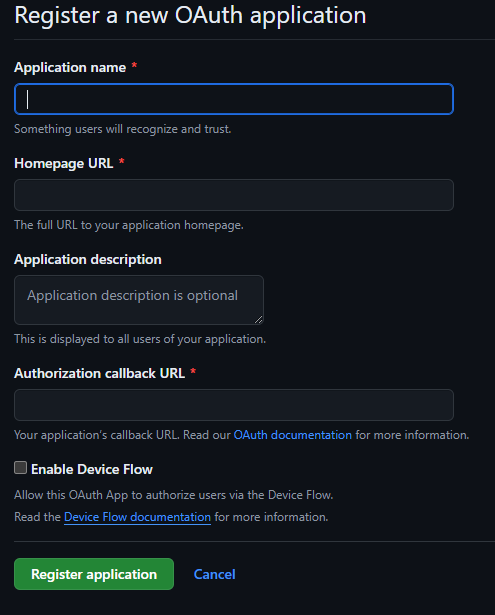 Register a new OAuth application
Application name *
Something users will recognize and trust.
Homepage URL *
The full URL to your application homepage.
Application description
Application description is optional
This is displayed to all users of your application.
Authorization callback URL *
Your application's callback URL. Read our OAuth documentation for more information.
Enable Device Flow
Allow this OAuth App to authorize users via the Device Flow.
Read the Device Flow documentation for more information.
Register application Cancel